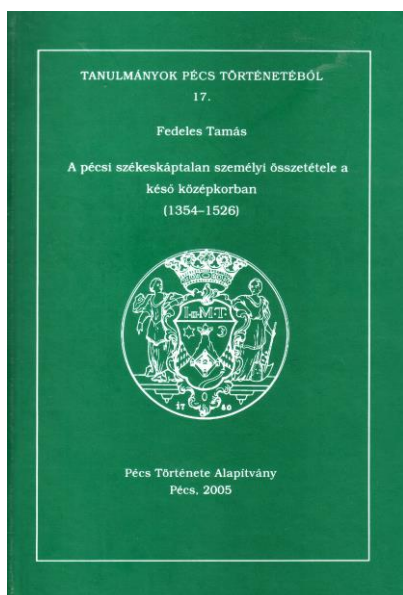 TANULMÁNYOK PÉCS TÖRTÉNETÉBŐL
17.
Fedeles Tamás
A pécsi székeskáptalan személyi összetétele a
késő középkorban
(1354–1526)
I·M·T·
17 80
Pécs Története Alapítvány
Pécs, 2005